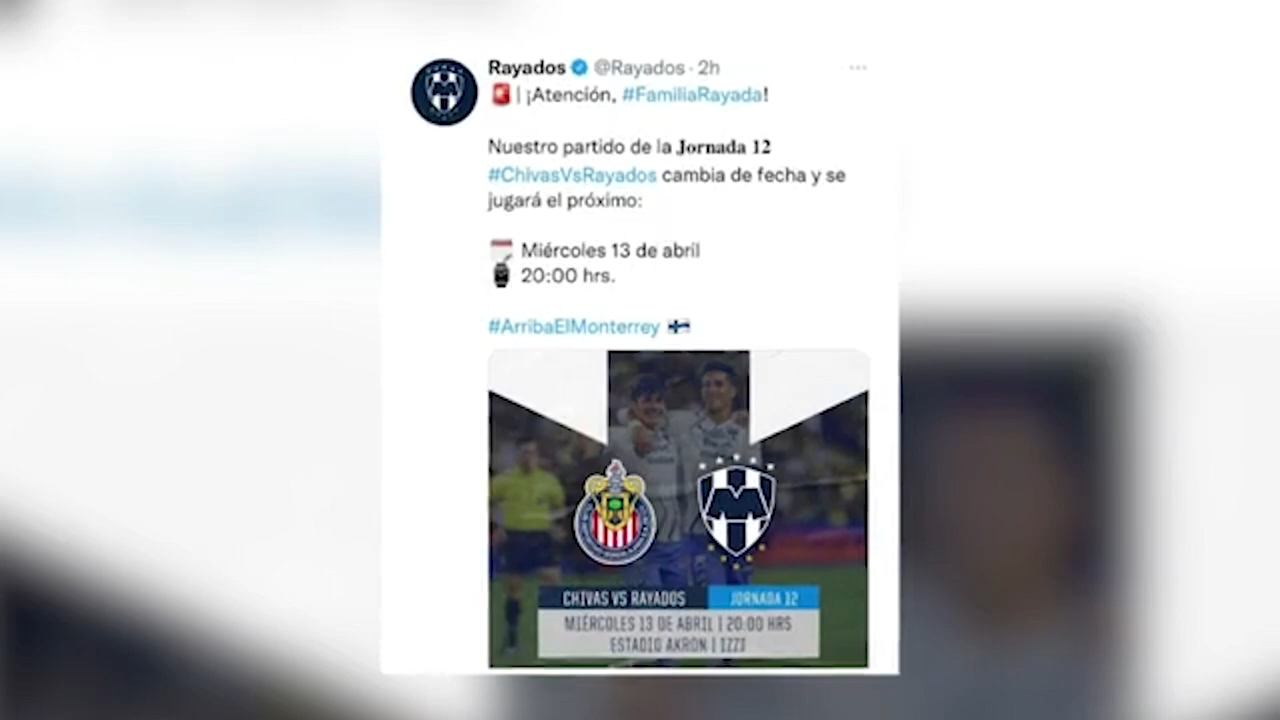 Rayados @Rayados · 2h
| ¡Atención, #FamiliaRayada!
Nuestro partido de la Jornada 12
#ChivasVsRayados cambia de fecha y se
jugará el próximo:
Miércoles 13 de abril
20:00 hrs.
#ArribaElMonterrey
CHIVAS VS RAYADOS JORNADA 12
MIÉRCOLES 13 DE ABRIL | 20:00 HRS
ESTADIO AKRON | IZZI